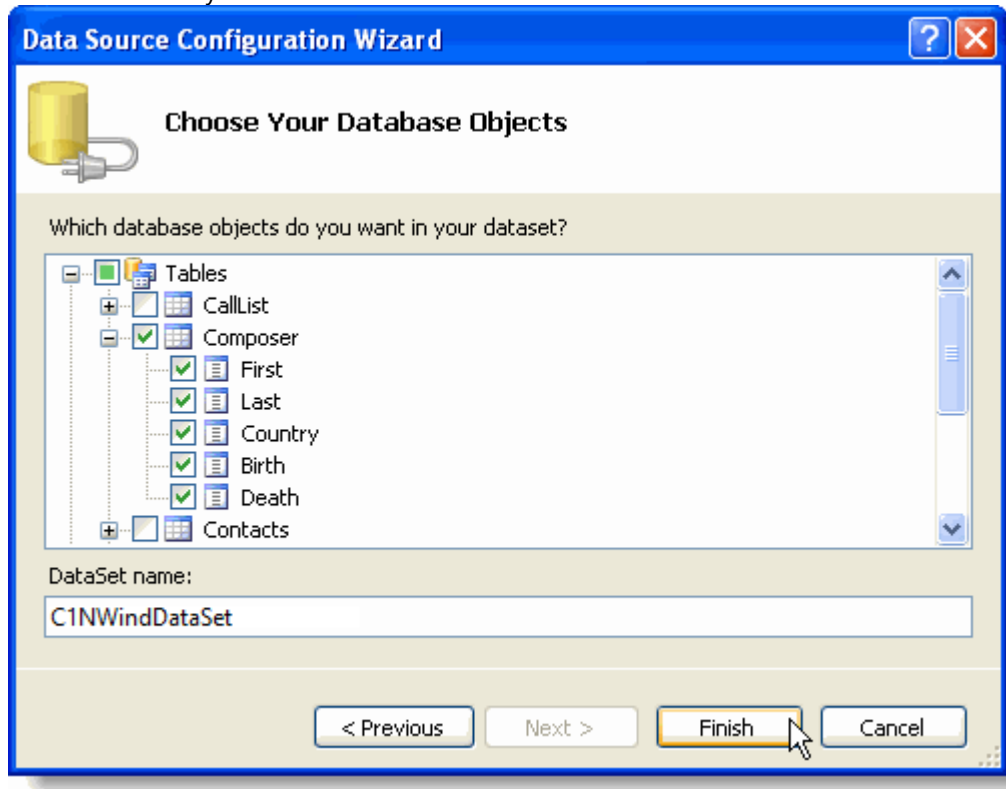 Data Source Configuration Wizard
Choose Your Database Objects
Which database objects do you want in your dataset?
Tables
CallList
Composer
First
Last
Country
Birth
Death
Contacts
DataSet name:
C1NWindDataSet
< Previous Next > Finish Cancel